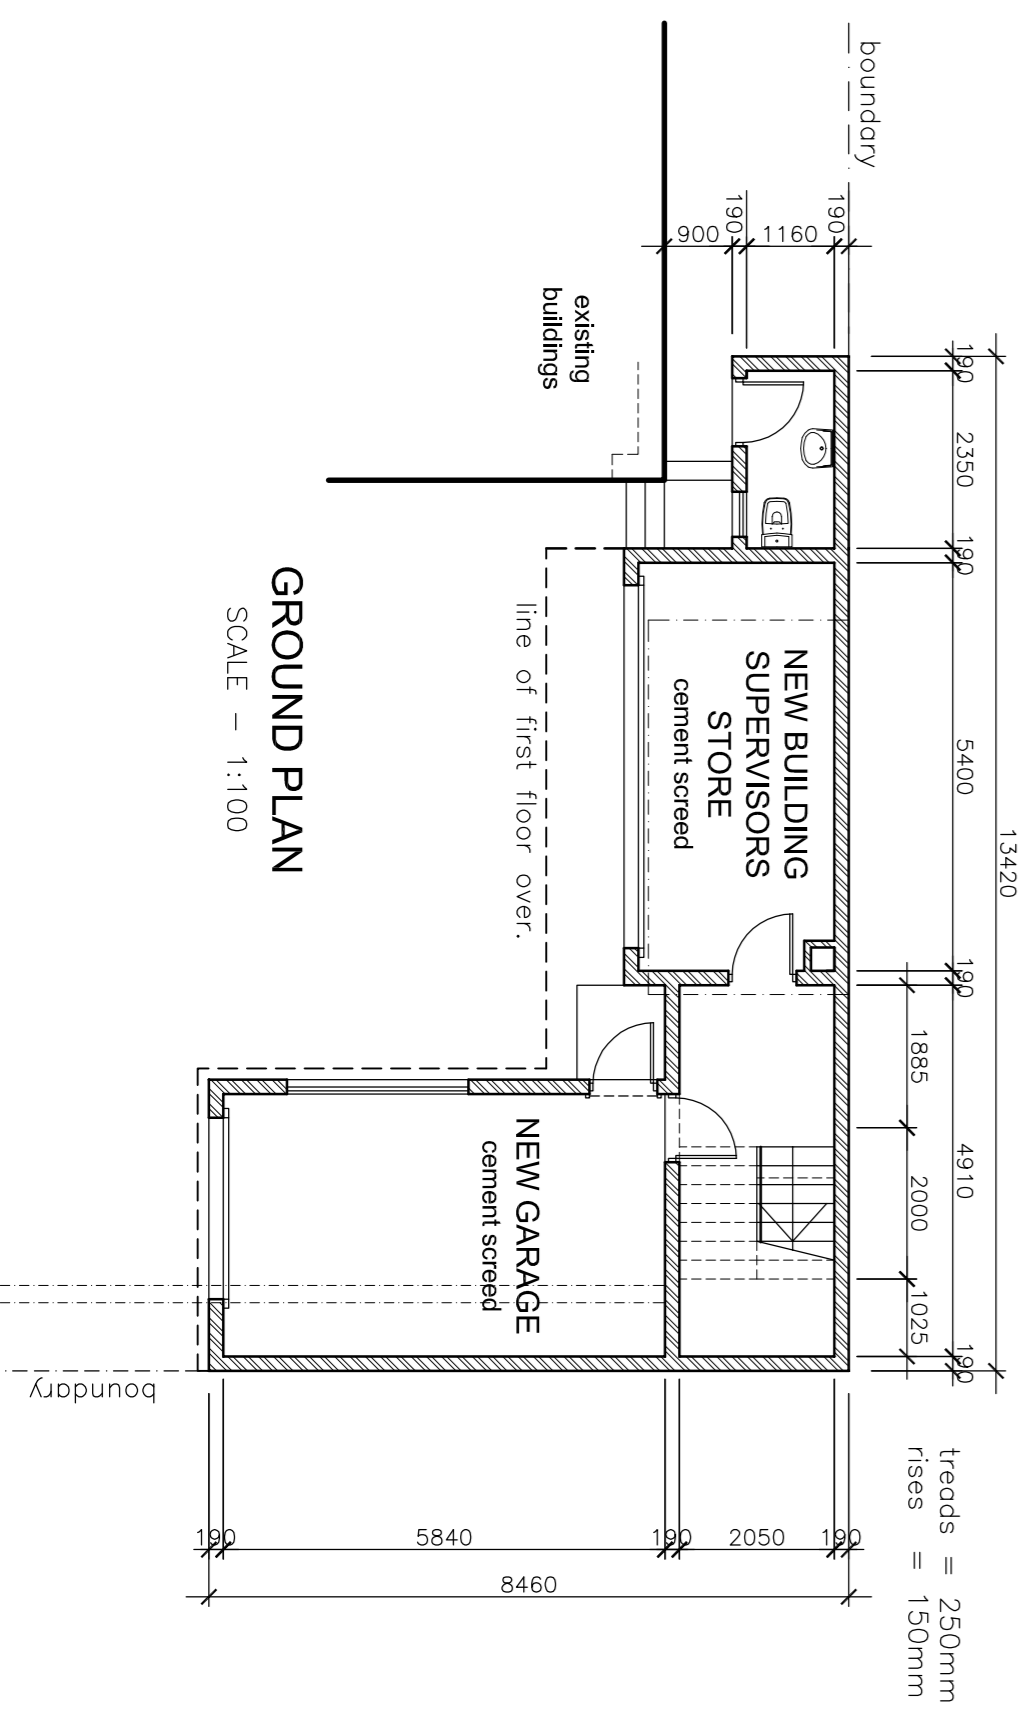 boundary
190
1160
190
900
13420
190
2350
190
5400
190
4910
190
1885
2000
1025
existing
buildings
NEW BUILDING
SUPERVISORS
STORE
cement screed
line of first floor over.
NEW GARAGE
cement screed
GROUND PLAN
SCALE - 1:100
boundary
treads = 250mm
rises = 150mm
190
5840
190
2050
190
8460